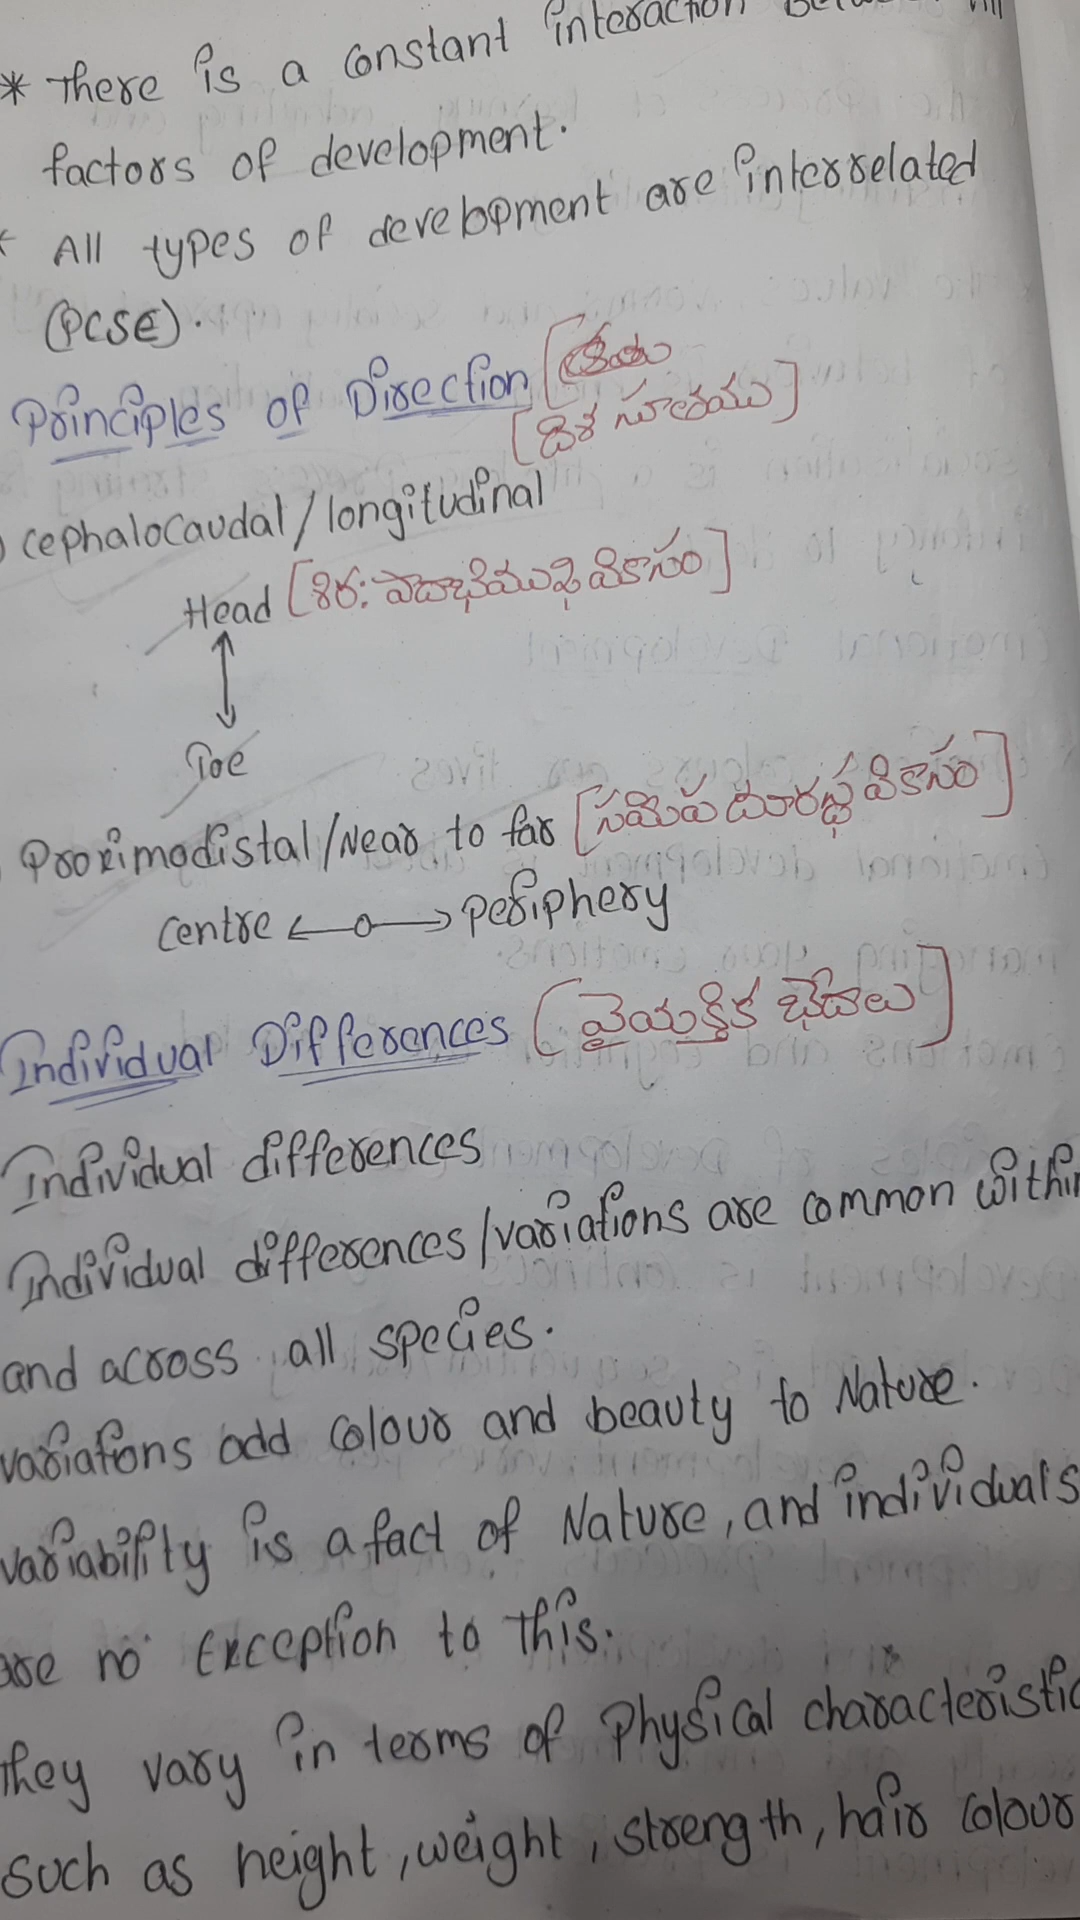 * There is a constant interaction between all
factors of development.
All types of development are interrelated
(PCSE).
Principles of Direction
[దిశ సూత్రము]
cephalocaudal/longitudinal
Head [శిర: పాదాభిముఖ వికాసం]
Toe
Proximodistal/Near to far [సమీప దూరస్థ వికాసం]
centre ← o → periphery
Individual Differences (వైయక్తిక భేదాలు]
Individual differences
Individual differences/variations are common within
and across all species.
variations add colour and beauty to Nature.
variability is a fact of Nature, and individuals
are no exception to this.
They vary in terms of Physical characteristic
such as height, weight, strength, hair colour